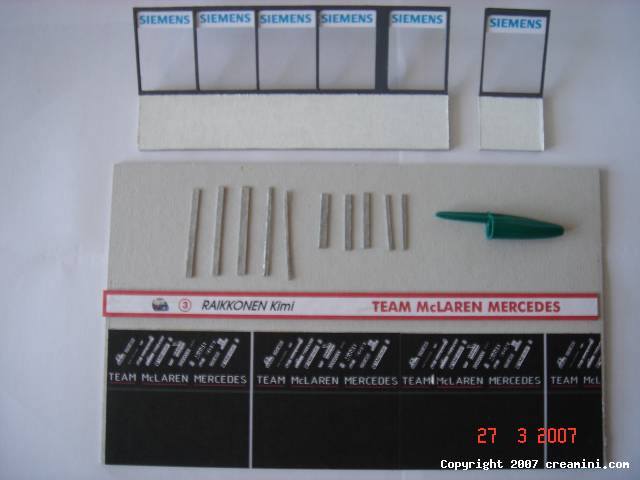 SIEMENS SIEMENS SIEMENS SIEMENS SIEMENS SIEMENS
3 RAIKKONEN Kimi TEAM McLAREN MERCEDES
TEAM McLAREN MERCEDES TEAM McLAREN MERCEDES TEAM McLAREN MERCEDES TEAM McL
27 3 2007
Copyright 2007 creamini.com